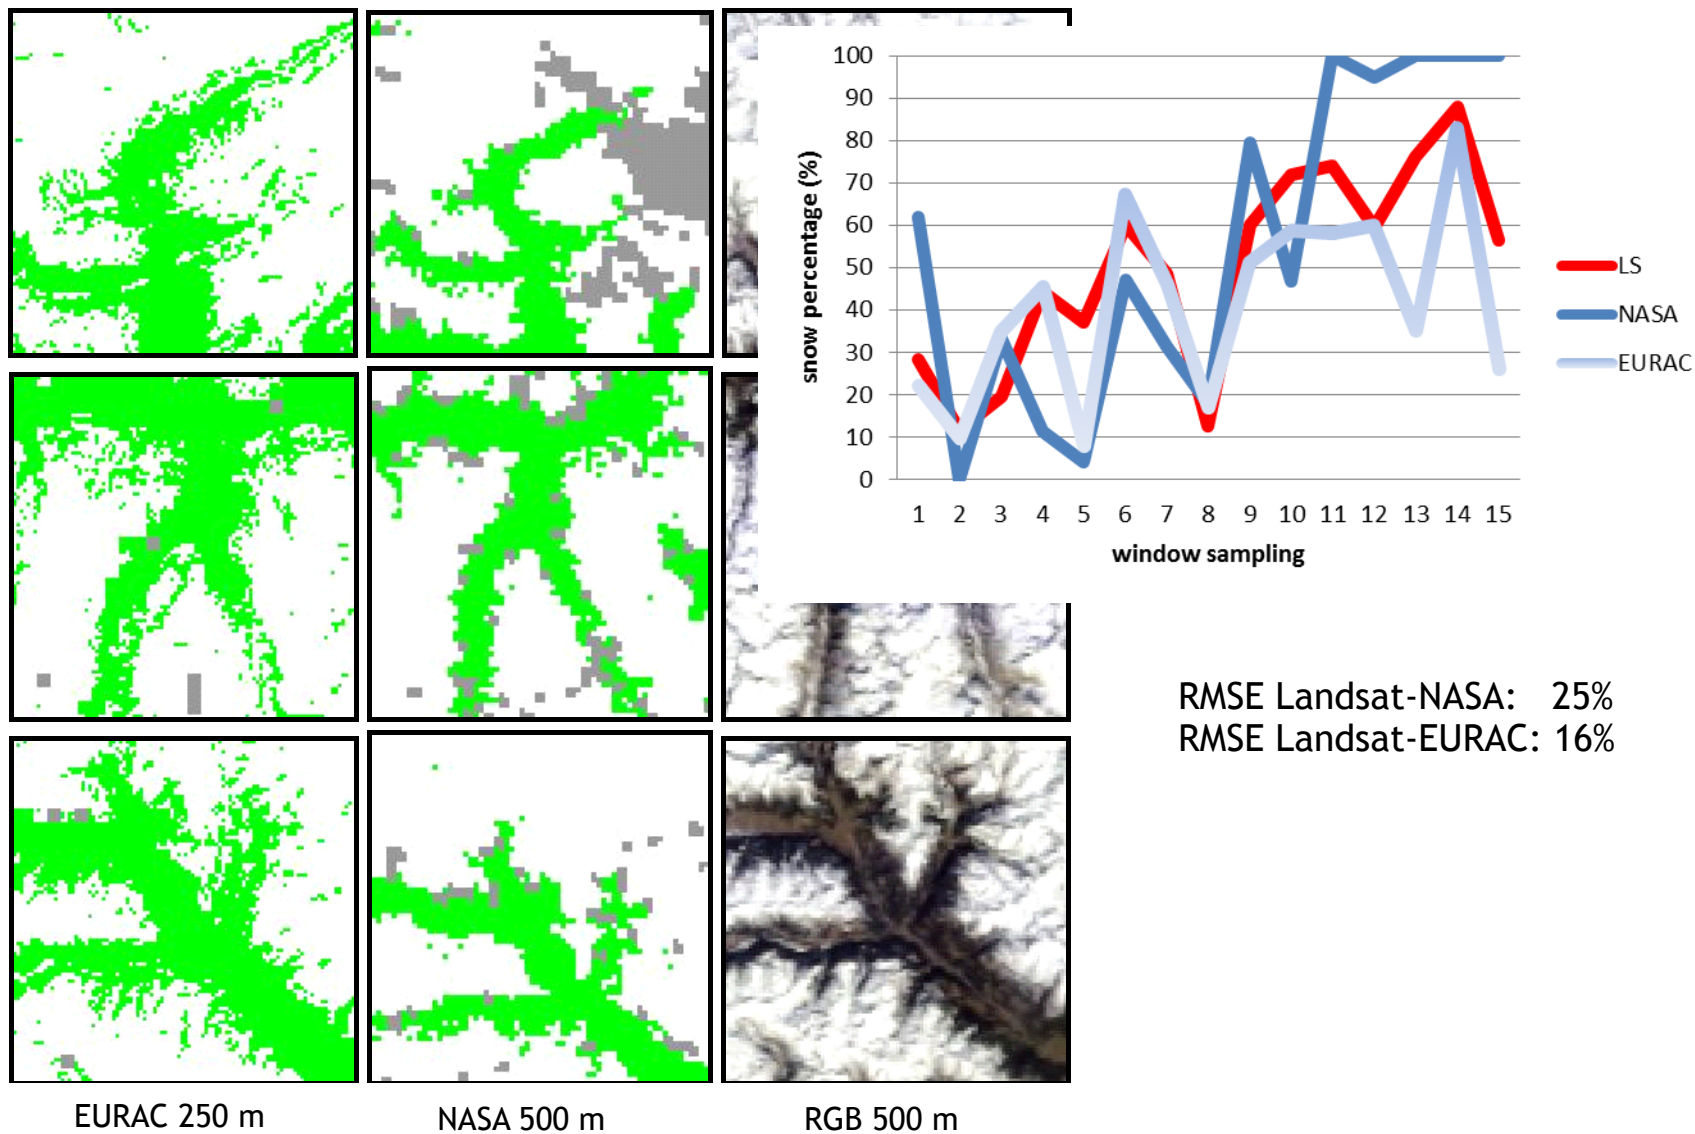 100
90
80
70
60
50
40
30
20
10
0
snow percentage (%)
1 2 3 4 5 6 7 8 9 10 11 12 13 14 15
window sampling
LS
NASA
EURAC
RMSE Landsat-NASA: 25%
RMSE Landsat-EURAC: 16%
EURAC 250 m
NASA 500 m
RGB 500 m